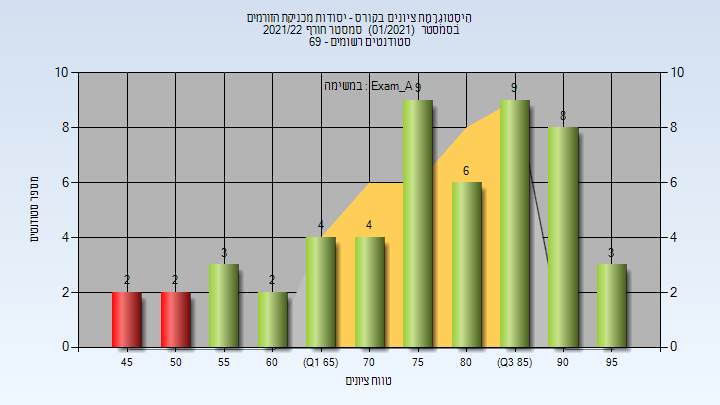 היסטוגרמת ציונים בקורס - יסודות מכניקת הזורמים
בסמסטר (01/2021) סמסטר חורף 2021/22
סטודנטים רשומים - 69
במשימה : Exam_A
מספר סטודנטים
10 8 6 4 2 0
10 8 6 4 2 0
2 2 3 2 4 4 9 6 9 8 3
45 50 55 60 (Q1 65) 70 75 80 (Q3 85) 90 95
טווח ציונים